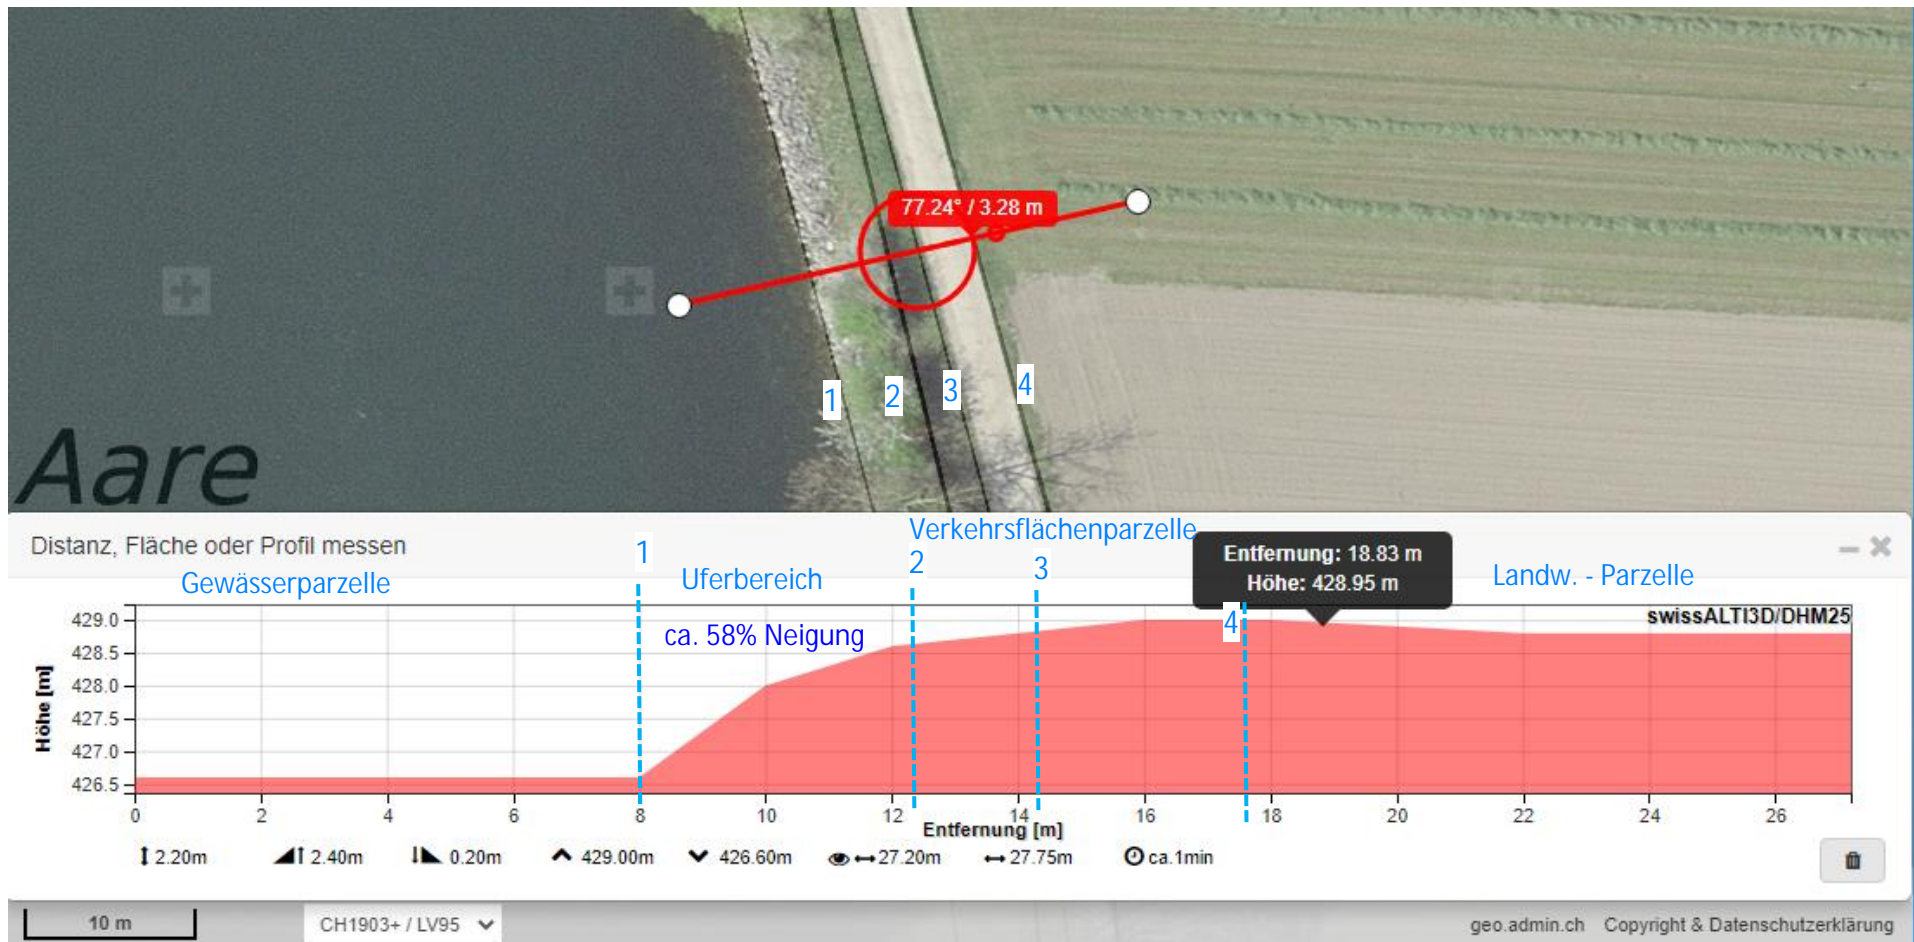 77.24° / 3.28 m
1
2
3
4
Aare
Distanz, Fläche oder Profil messen
Verkehrsflächenparzelle
1
2
3
4
Gewässerparzelle
Uferbereich
Entfernung: 18.83 m
Höhe: 428.95 m
Landw. - Parzelle
ca. 58% Neigung
swissALTI3D/DHM25
Höhe [m]
429.0
428.5
428.0
427.5
427.0
426.5
0 2 4 6 8 10 12 14 16 18 20 22 24 26
Entfernung [m]
2.20m 2.40m 0.20m 429.00m 426.60m 27.20m 27.75m ca.1min
10 m
CH1903+ / LV95
geo.admin.ch Copyright & Datenschutzerklärung